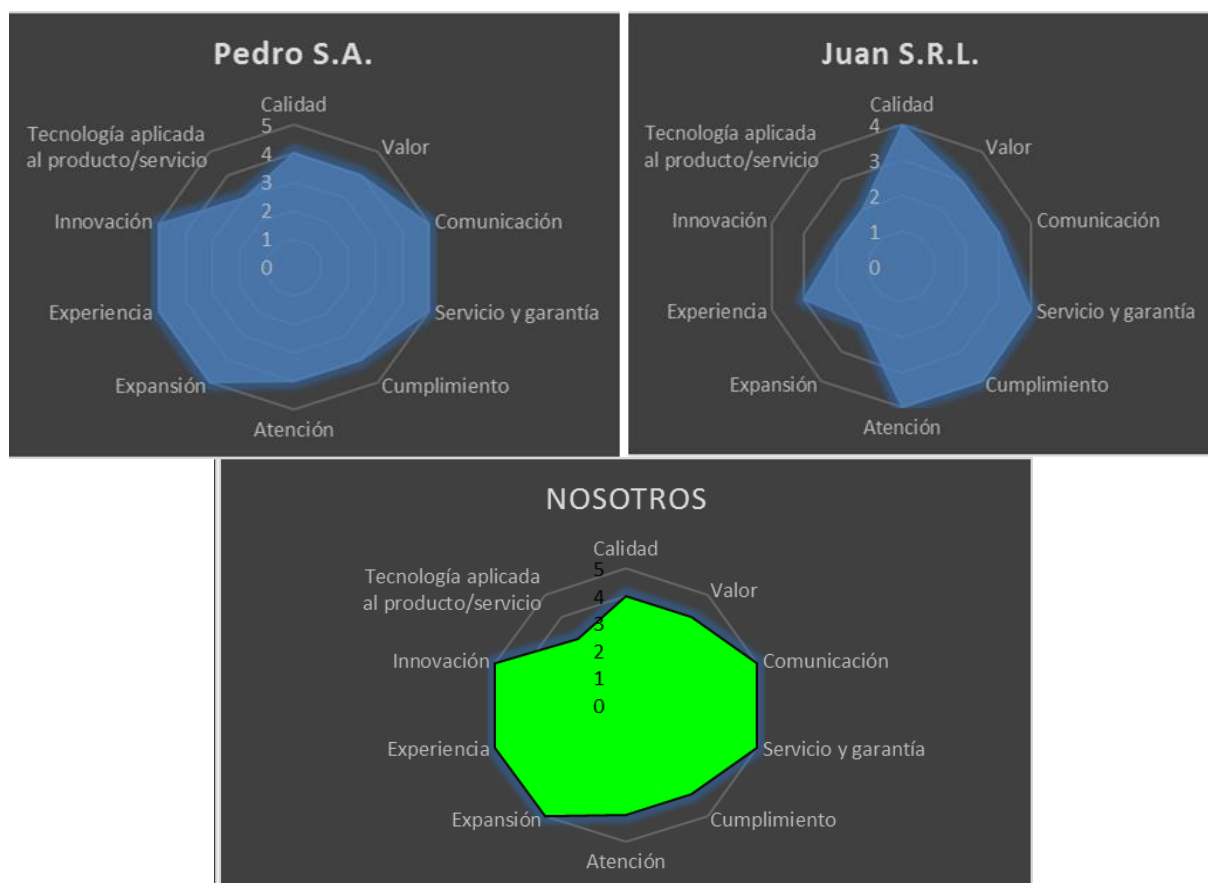 Pedro S.A.
Calidad
5
Tecnología aplicada
al producto/servicio
4
Valor
3
Innovación
2
Comunicación
1
0
Experiencia
Servicio y garantía
Expansión
Cumplimiento
Atención
Juan S.R.L.
Calidad
4
Tecnología aplicada
al producto/servicio
3
Valor
Innovación
2
Comunicación
1
0
Experiencia
Servicio y garantía
Expansión
Cumplimiento
Atención
NOSOTROS
Calidad
5
Tecnología aplicada
al producto/servicio
4
Valor
3
Innovación
2
Comunicación
1
0
Experiencia
Servicio y garantía
Expansión
Cumplimiento
Atención